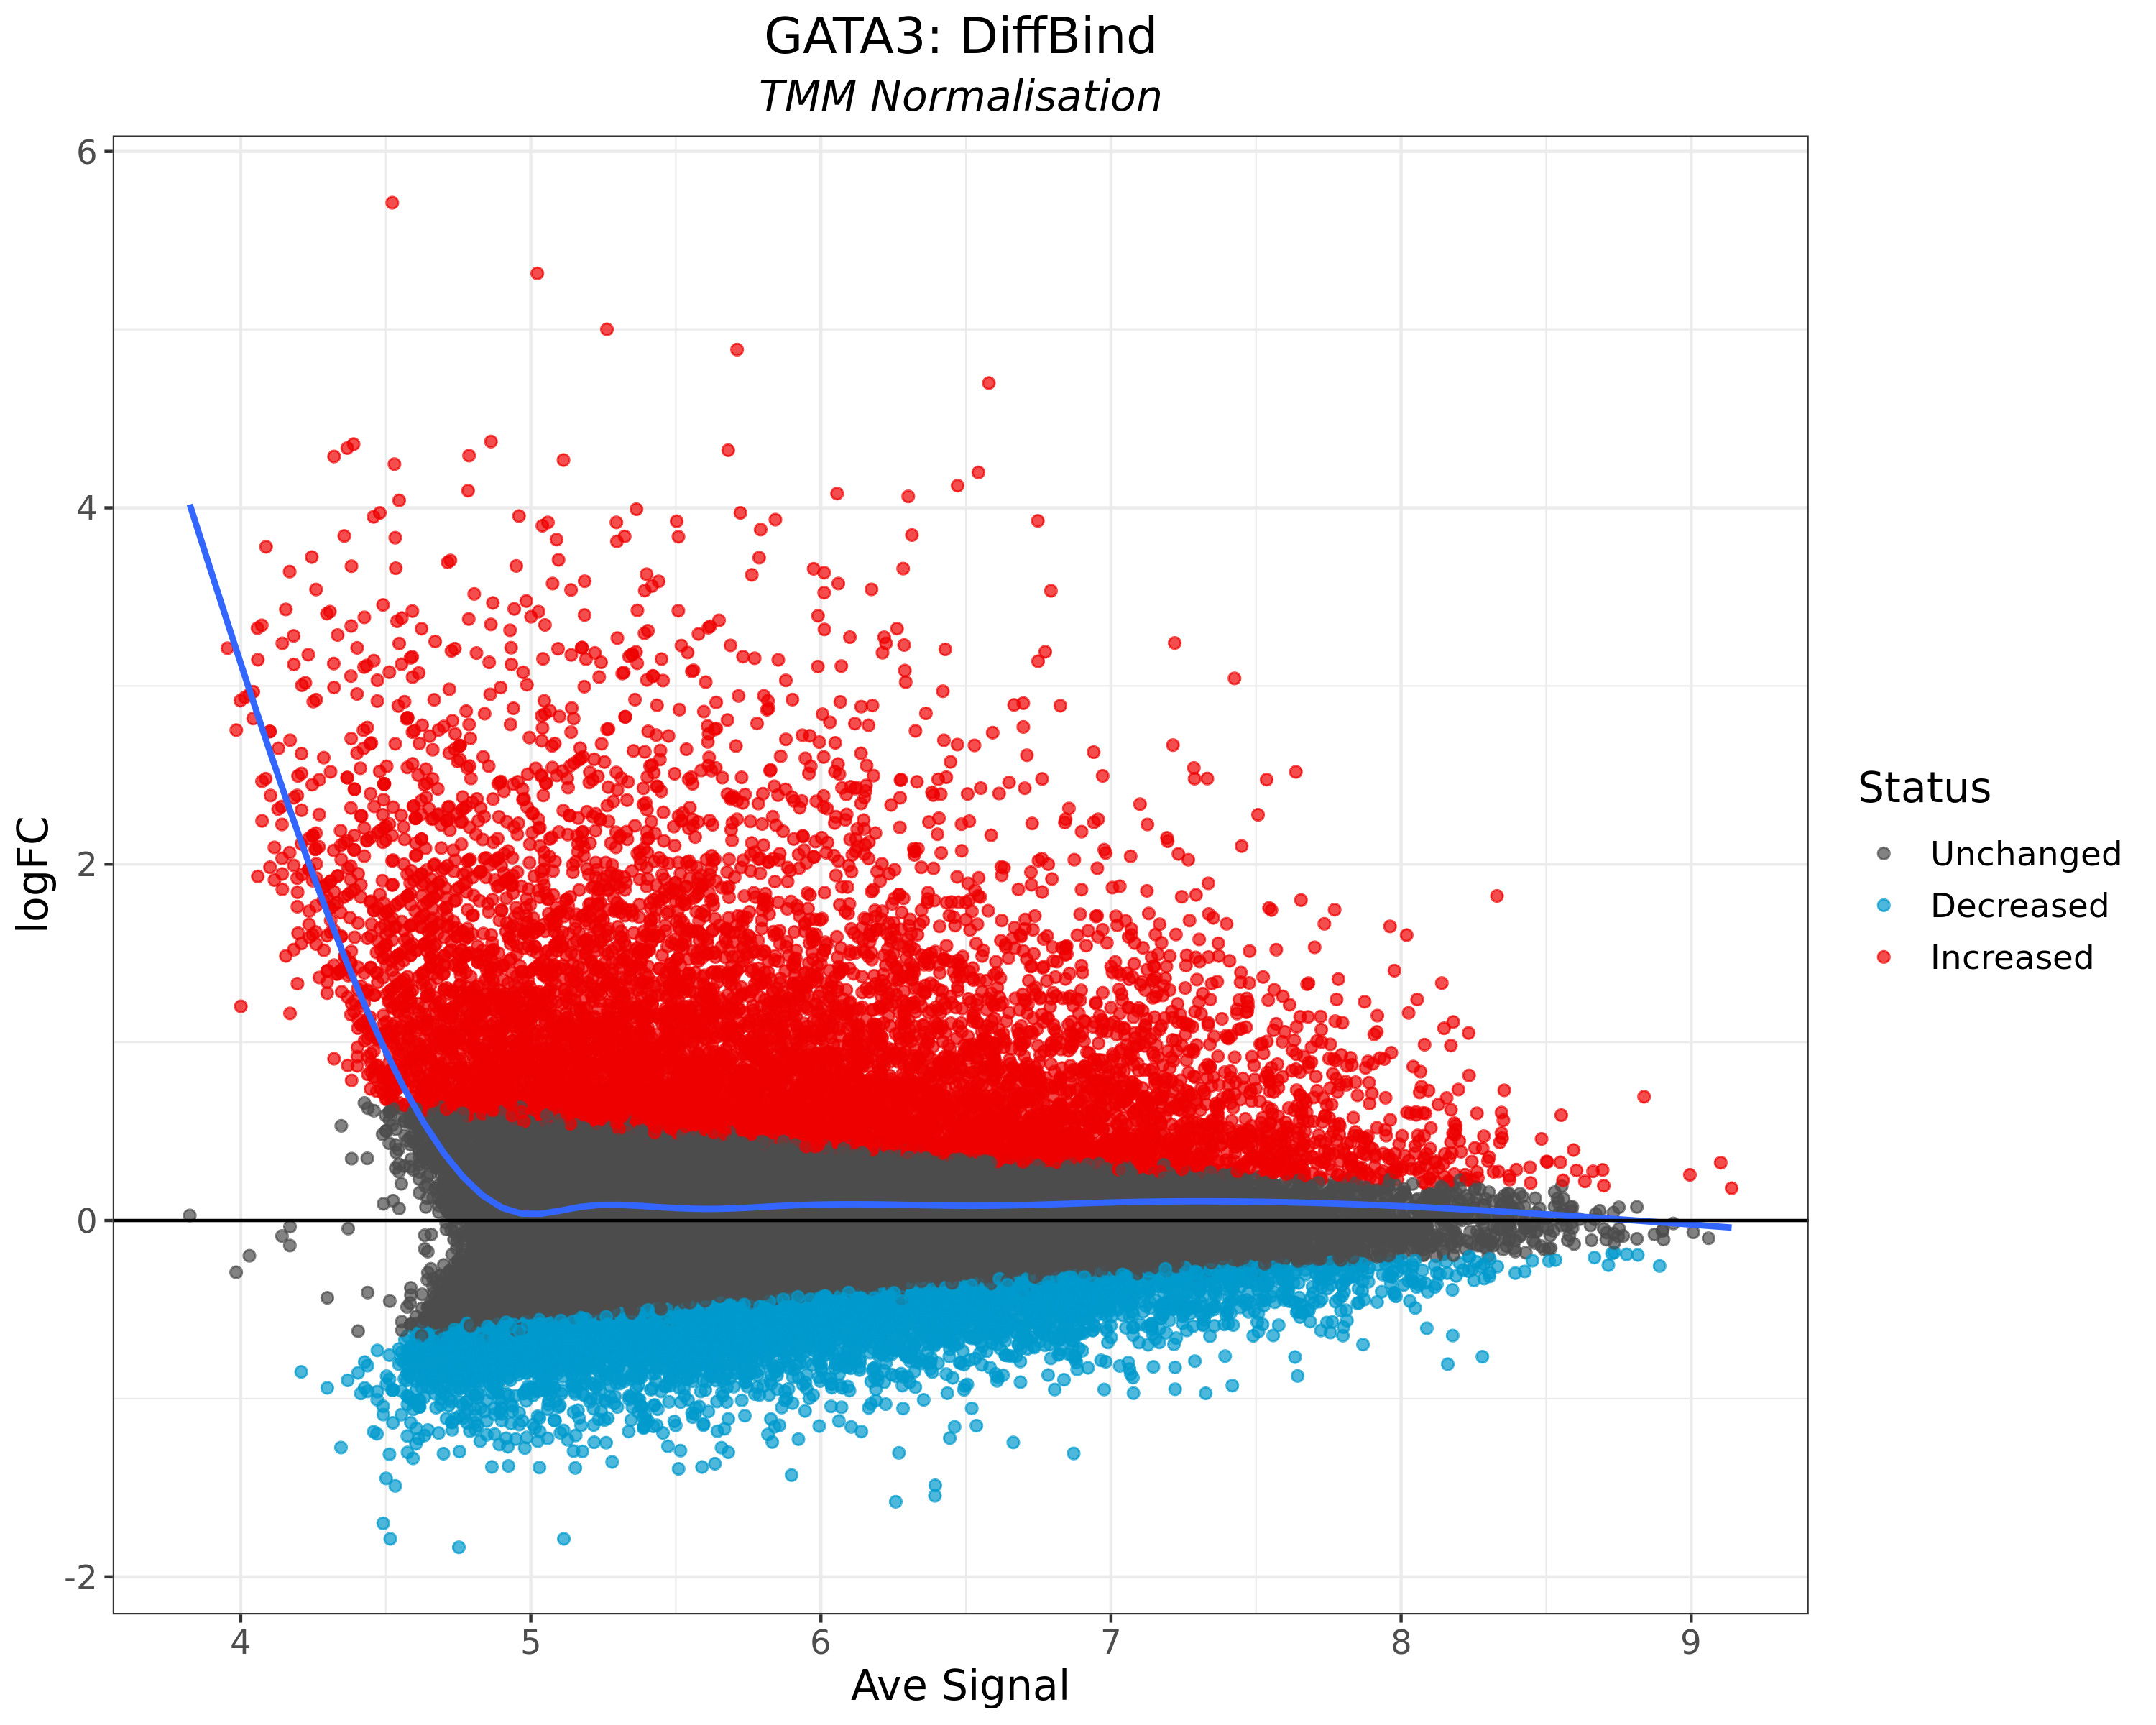 GATA3: DiffBind
TMM Normalisation
6
4
2
0
-2
logFC
4 5 6 7 8 9
Ave Signal
Status
Unchanged
Decreased
Increased